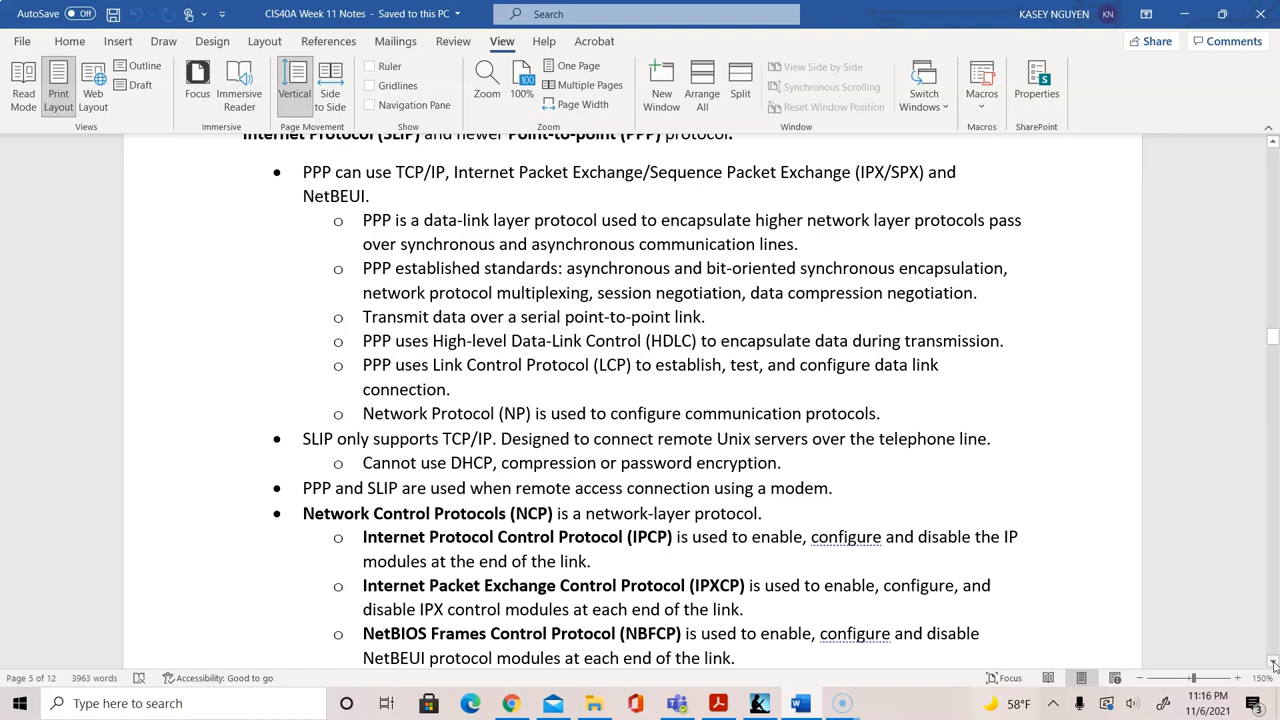 AutoSave Off CIS40A Week 11 - Word Search KASEY NGUYEN KN
File Home Insert Draw Design Layout References Mailings Review View Help Acrobat Share Comments
Read Mode Print Layout Web Layout Outline Draft Focus Immersive Reader Vertical Side to Side Ruler Gridlines Navigation Pane Zoom 100 100% One Page Multiple Pages Page Width New Window Arrange All Split View Side by Side Synchronous Scrolling Reset Window Position Switch Windows Macros Properties
Views Immersive Page Movement Show Zoom Window Macros SharePoint
Internet Protocol (SLIP) and newer Point-to-point (PPP) protocol.
• PPP can use TCP/IP, Internet Packet Exchange/Sequence Packet Exchange (IPX/SPX) and
NetBEUI.
o PPP is a data-link layer protocol used to encapsulate higher network layer protocols pass
over synchronous and asynchronous communication lines.
o PPP established standards: asynchronous and bit-oriented synchronous encapsulation,
network protocol multiplexing, session negotiation, data compression negotiation.
o Transmit data over a serial point-to-point link.
o PPP uses High-level Data-Link Control (HDLC) to encapsulate data during transmission.
o PPP uses Link Control Protocol (LCP) to establish, test, and configure data link
connection.
o Network Protocol (NP) is used to configure communication protocols.
• SLIP only supports TCP/IP. Designed to connect remote Unix servers over the telephone line.
o Cannot use DHCP, compression or password encryption.
• PPP and SLIP are used when remote access connection using a modem.
• Network Control Protocols (NCP) is a network-layer protocol.
o Internet Protocol Control Protocol (IPCP) is used to enable, configure and disable the IP
modules at the end of the link.
o Internet Packet Exchange Control Protocol (IPXCP) is used to enable, configure, and
disable IPX control modules at each end of the link.
o NetBIOS Frames Control Protocol (NBFCP) is used to enable, configure and disable
NetBEUI protocol modules at each end of the link.
Page 5 of 12 3963 words Accessibility: Good to go Focus 150%
Type here to search 58°F 11:16 PM
11/6/2021